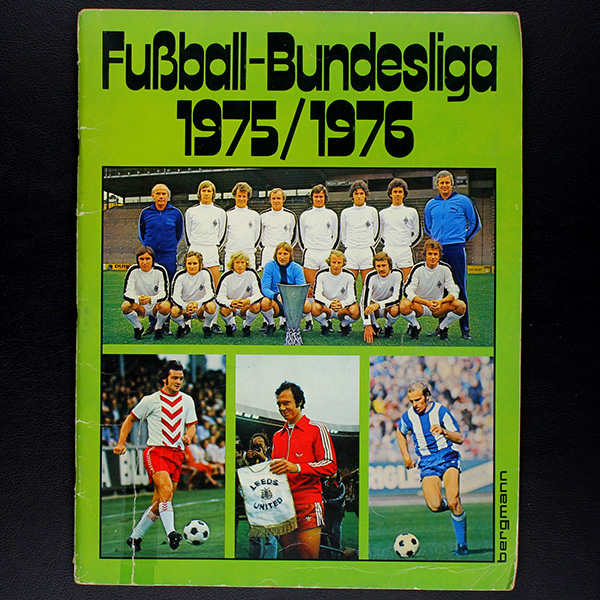 Fußball-Bundesliga
1975/1976
LEEDS
UNITED
bergmann